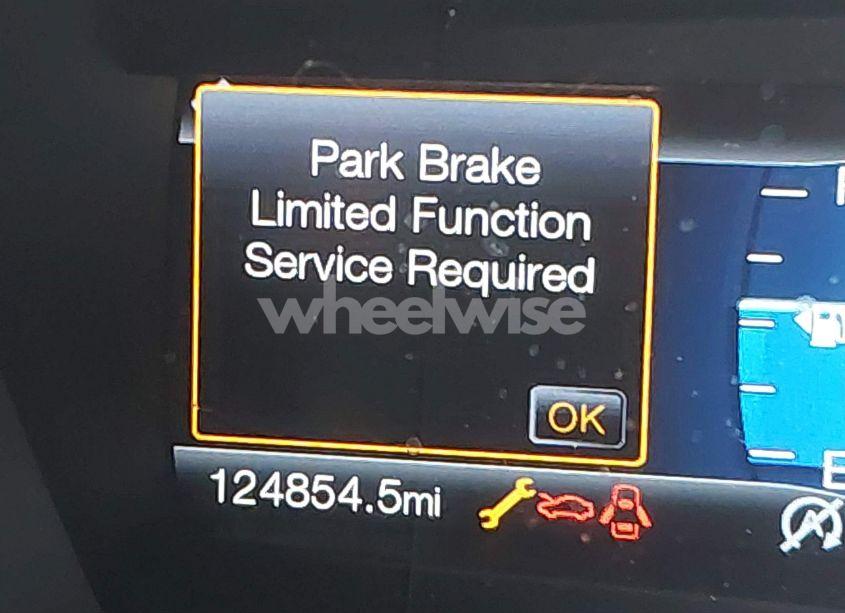 Park Brake
Limited Function
Service Required
wheelwise
OK
124854.5mi
E